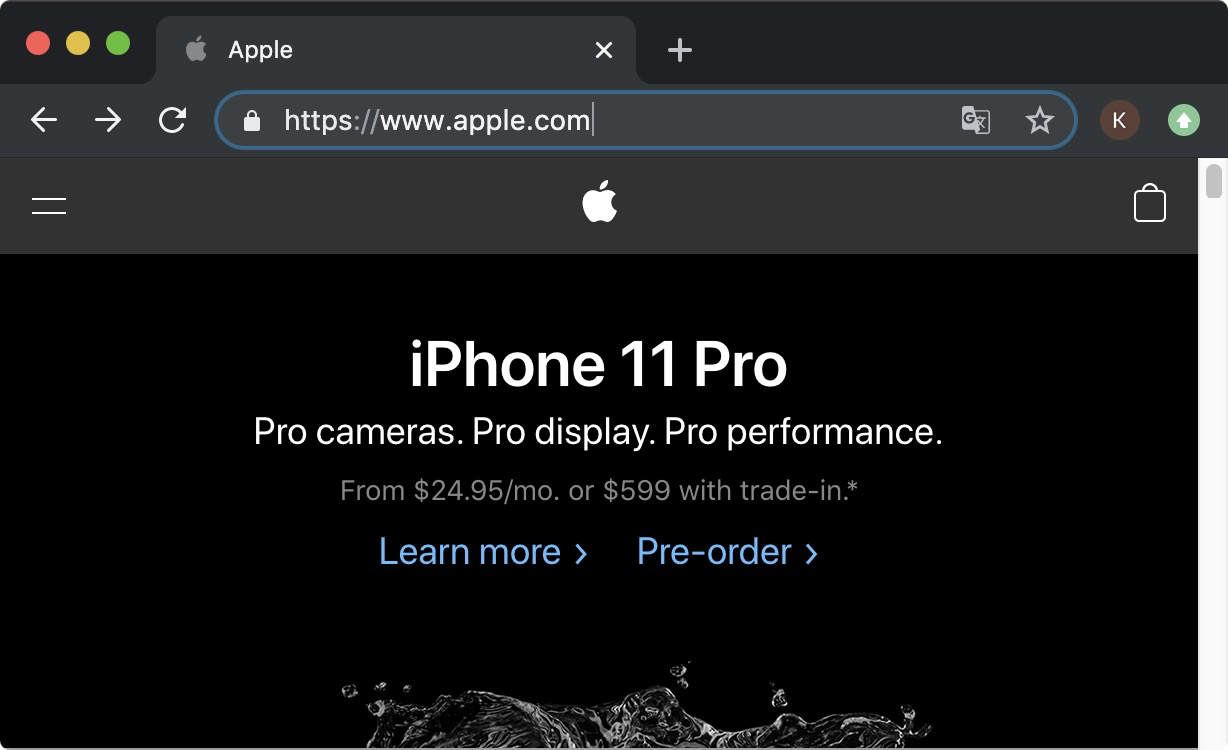 Apple
https://www.apple.com
K
iPhone 11 Pro
Pro cameras. Pro display. Pro performance.
From $24.95/mo. or $599 with trade-in.*
Learn more > Pre-order >